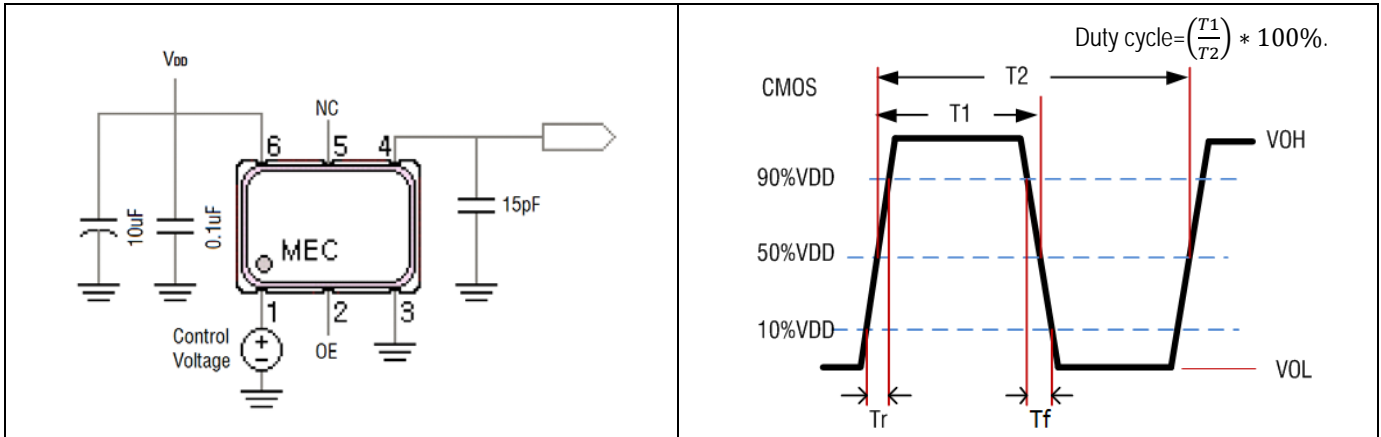 VDD
NC
6 5 4
10uF
0.1uF
15pF
MEC
1 2 3
Control
Voltage
OE
Duty cycle=(T1/T2) * 100%.
CMOS
T2
T1
VOH
90%VDD
50%VDD
10%VDD
VOL
Tr
Tf